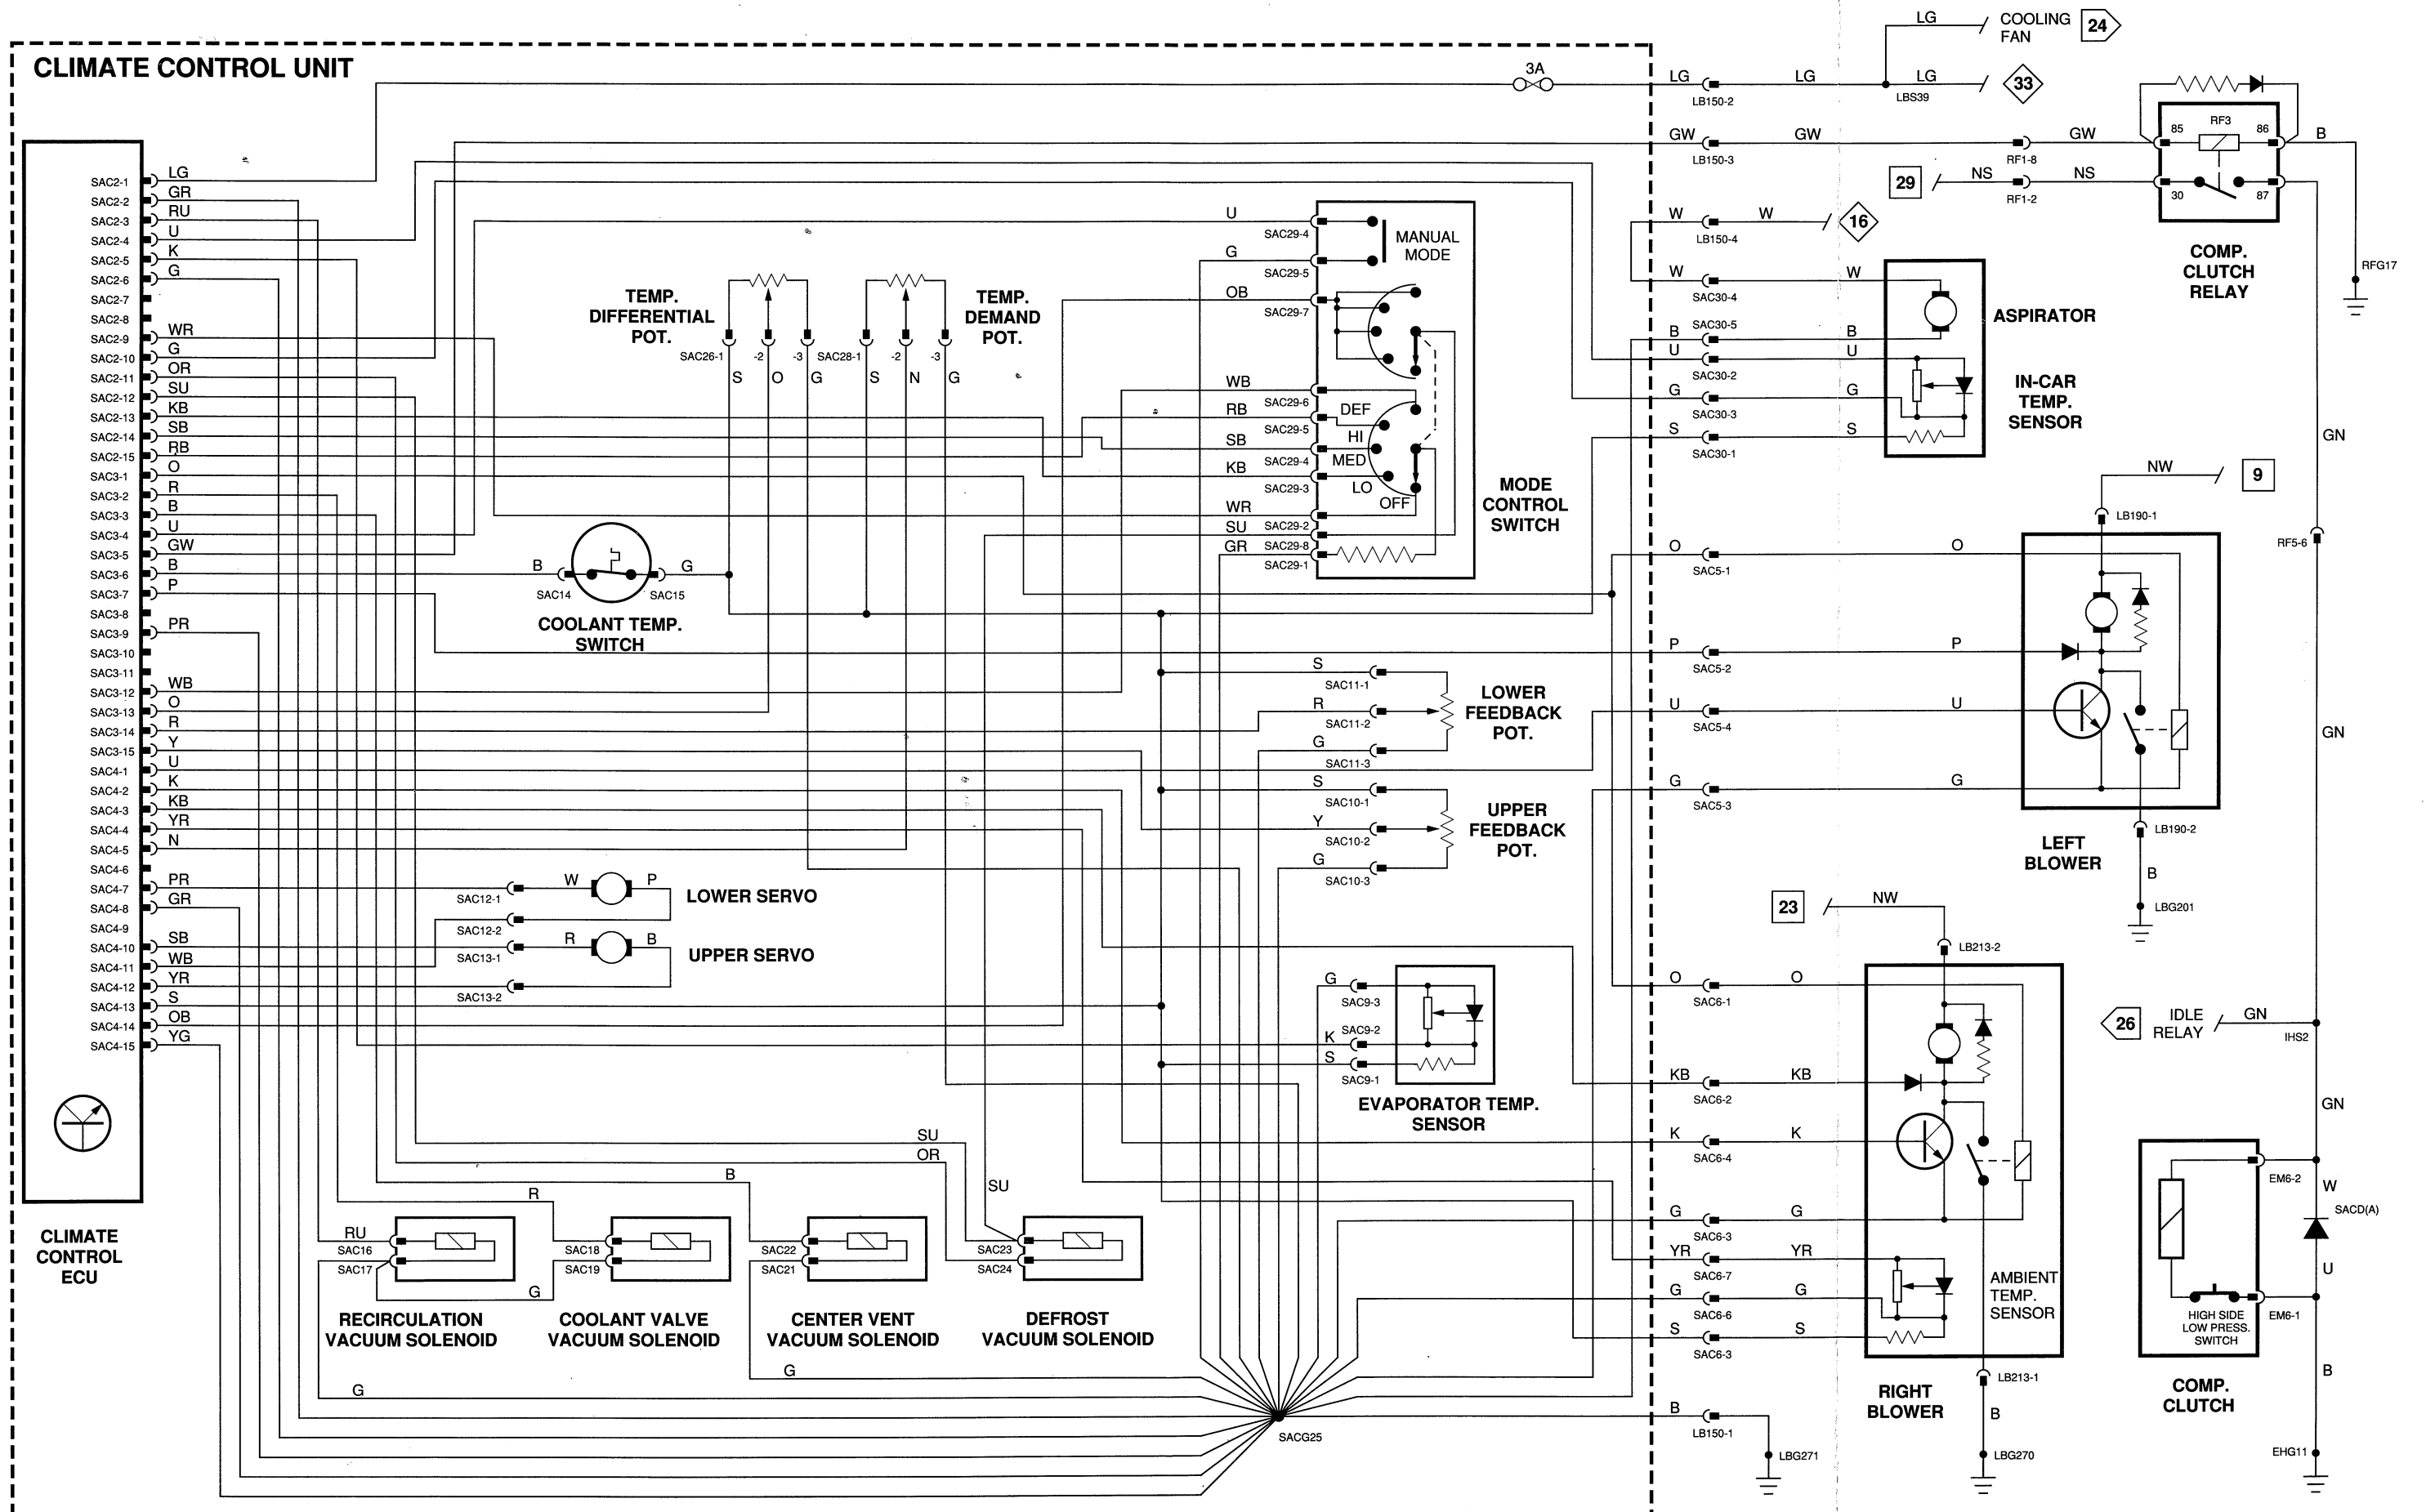 CLIMATE CONTROL UNIT
3A
LG
LB150-2
LG
LBS39
LG
COOLING
FAN
24
LG
33
GW
LB150-3
GW
RF1-8
GW
85
RF3
86
B
29
NS
RF1-2
NS
30
87
COMP.
CLUTCH
RELAY
RFG17
SAC2-1 LG
SAC2-2 GR
SAC2-3 RU
SAC2-4 U
SAC2-5 K
SAC2-6 G
SAC2-7
SAC2-8
SAC2-9 WR
SAC2-10 G
SAC2-11 OR
SAC2-12 SU
SAC2-13 KB
SAC2-14 SB
SAC2-15 RB
SAC3-1 O
SAC3-2 R
SAC3-3 B
SAC3-4 U
SAC3-5 GW
SAC3-6 B
SAC3-7 P
SAC3-8
SAC3-9 PR
SAC3-10
SAC3-11
SAC3-12 WB
SAC3-13 O
SAC3-14 R
SAC3-15 Y
SAC4-1 U
SAC4-2 K
SAC4-3 KB
SAC4-4 YR
SAC4-5 N
SAC4-6
SAC4-7 PR
SAC4-8 GR
SAC4-9
SAC4-10 SB
SAC4-11 WB
SAC4-12 YR
SAC4-13 S
SAC4-14 OB
SAC4-15 YG
CLIMATE
CONTROL
ECU
TEMP.
DIFFERENTIAL
POT.
SAC26-1 -2 -3
S O G
TEMP.
DEMAND
POT.
SAC28-1 -2 -3
S N G
B
SAC14
SAC15
G
COOLANT TEMP.
SWITCH
U
SAC29-4
G
SAC29-5
OB
SAC29-7
WB
SAC29-6
RB
SAC29-5
SB
SAC29-4
KB
SAC29-3
WR
SAC29-2
SU
SAC29-8
GR
SAC29-1
MANUAL
MODE
DEF
HI
MED
LO
OFF
MODE
CONTROL
SWITCH
W
LB150-4
W
16
W
SAC30-4
W
SAC30-5
B
B
U
SAC30-2
U
G
SAC30-3
G
S
SAC30-1
S
ASPIRATOR
IN-CAR
TEMP.
SENSOR
GN
RF5-6
GN
NW
9
LB190-1
O
SAC5-1
O
P
SAC5-2
P
U
SAC5-4
U
G
SAC5-3
G
LB190-2
LEFT
BLOWER
B
LBG201
S
SAC11-1
R
SAC11-2
G
SAC11-3
LOWER
FEEDBACK
POT.
S
SAC10-1
Y
SAC10-2
G
SAC10-3
UPPER
FEEDBACK
POT.
SAC12-1
W
P
SAC12-2
LOWER SERVO
SAC13-1
R
B
SAC13-2
UPPER SERVO
G
SAC9-3
SAC9-2
K
S
SAC9-1
EVAPORATOR TEMP.
SENSOR
23
NW
LB213-2
O
SAC6-1
O
KB
SAC6-2
KB
K
SAC6-4
K
G
SAC6-3
G
YR
SAC6-7
YR
G
SAC6-6
G
S
SAC6-3
S
AMBIENT
TEMP.
SENSOR
RIGHT
BLOWER
LB213-1
B
LBG270
26
IDLE
RELAY
GN
IHS2
GN
EM6-2
W
SACD(A)
U
EM6-1
HIGH SIDE
LOW PRESS.
SWITCH
COMP.
CLUTCH
B
EHG11
SU
OR
B
R
SU
RU
SAC16
SAC17
SAC18
SAC19
G
SAC22
SAC21
SAC23
SAC24
RECIRCULATION
VACUUM SOLENOID
COOLANT VALVE
VACUUM SOLENOID
CENTER VENT
VACUUM SOLENOID
DEFROST
VACUUM SOLENOID
G
G
SACG25
B
LB150-1
LBG271